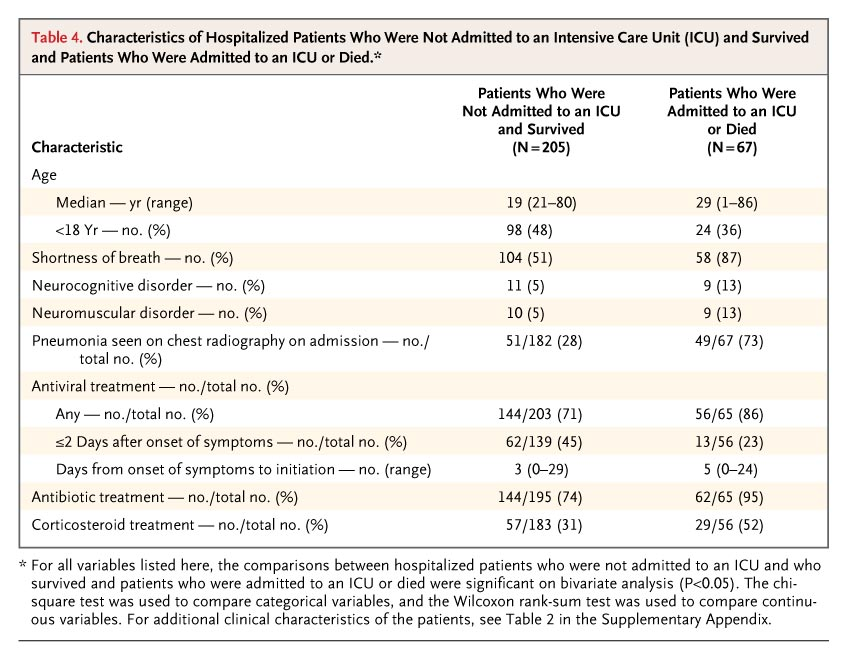 Table 4. Characteristics of Hospitalized Patients Who Were Not Admitted to an Intensive Care Unit (ICU) and Survived
and Patients Who Were Admitted to an ICU or Died.*
Characteristic
Patients Who Were
Not Admitted to an ICU
and Survived
(N=205)
Patients Who Were
Admitted to an ICU
or Died
(N=67)
Age
Median — yr (range) 19 (21–80) 29 (1–86)
<18 Yr — no. (%) 98 (48) 24 (36)
Shortness of breath — no. (%) 104 (51) 58 (87)
Neurocognitive disorder — no. (%) 11 (5) 9 (13)
Neuromuscular disorder — no. (%) 10 (5) 9 (13)
Pneumonia seen on chest radiography on admission — no./ 51/182 (28) 49/67 (73)
total no. (%)
Antiviral treatment — no./total no. (%)
Any — no./total no. (%) 144/203 (71) 56/65 (86)
≤2 Days after onset of symptoms — no./total no. (%) 62/139 (45) 13/56 (23)
Days from onset of symptoms to initiation — no. (range) 3 (0–29) 5 (0–24)
Antibiotic treatment — no./total no. (%) 144/195 (74) 62/65 (95)
Corticosteroid treatment — no./total no. (%) 57/183 (31) 29/56 (52)
* For all variables listed here, the comparisons between hospitalized patients who were not admitted to an ICU and who
survived and patients who were admitted to an ICU or died were significant on bivariate analysis (P<0.05). The chi-
square test was used to compare categorical variables, and the Wilcoxon rank-sum test was used to compare continu-
ous variables. For additional clinical characteristics of the patients, see Table 2 in the Supplementary Appendix.